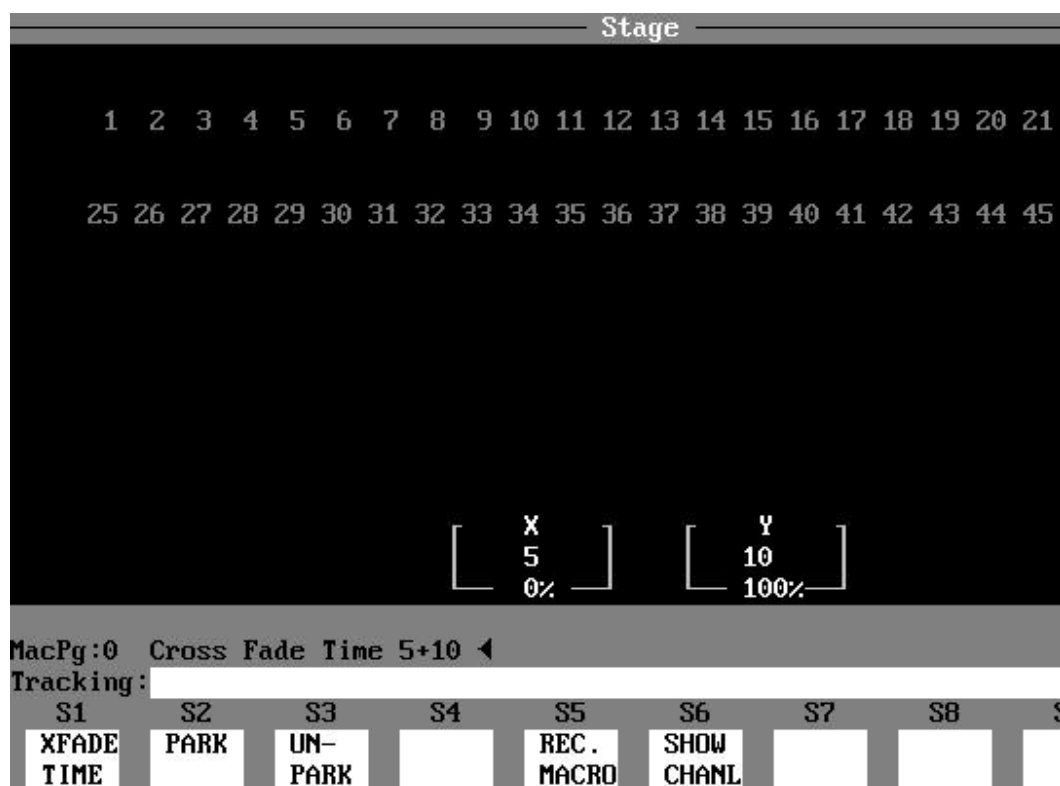 Stage
1 2 3 4 5 6 7 8 9 10 11 12 13 14 15 16 17 18 19 20 21
25 26 27 28 29 30 31 32 33 34 35 36 37 38 39 40 41 42 43 44 45
X Y
5 10
0% 100%
MacPg:0 Cross Fade Time 5+10 ◄
Tracking:
S1 S2 S3 S4 S5 S6 S7 S8
XFADE PARK UN- REC. SHOW
TIME PARK MACRO CHANL